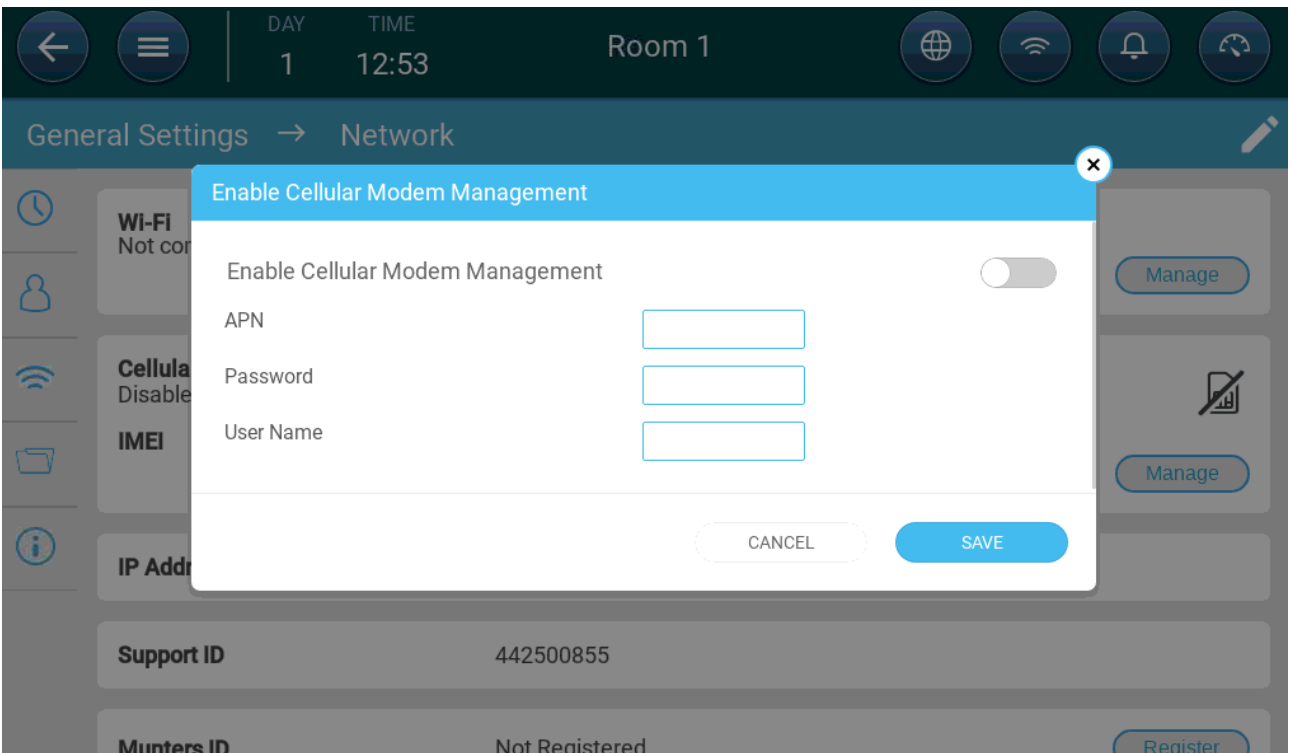 DAY TIME
1 12:53 Room 1
General Settings → Network
Enable Cellular Modem Management
Wi-Fi
Not cor
Enable Cellular Modem Management
Manage
APN
Cellula
Password
Disable
User Name
IMEI
Manage
CANCEL SAVE
IP Addr
Support ID 442500855
Munters ID Not Registered Register